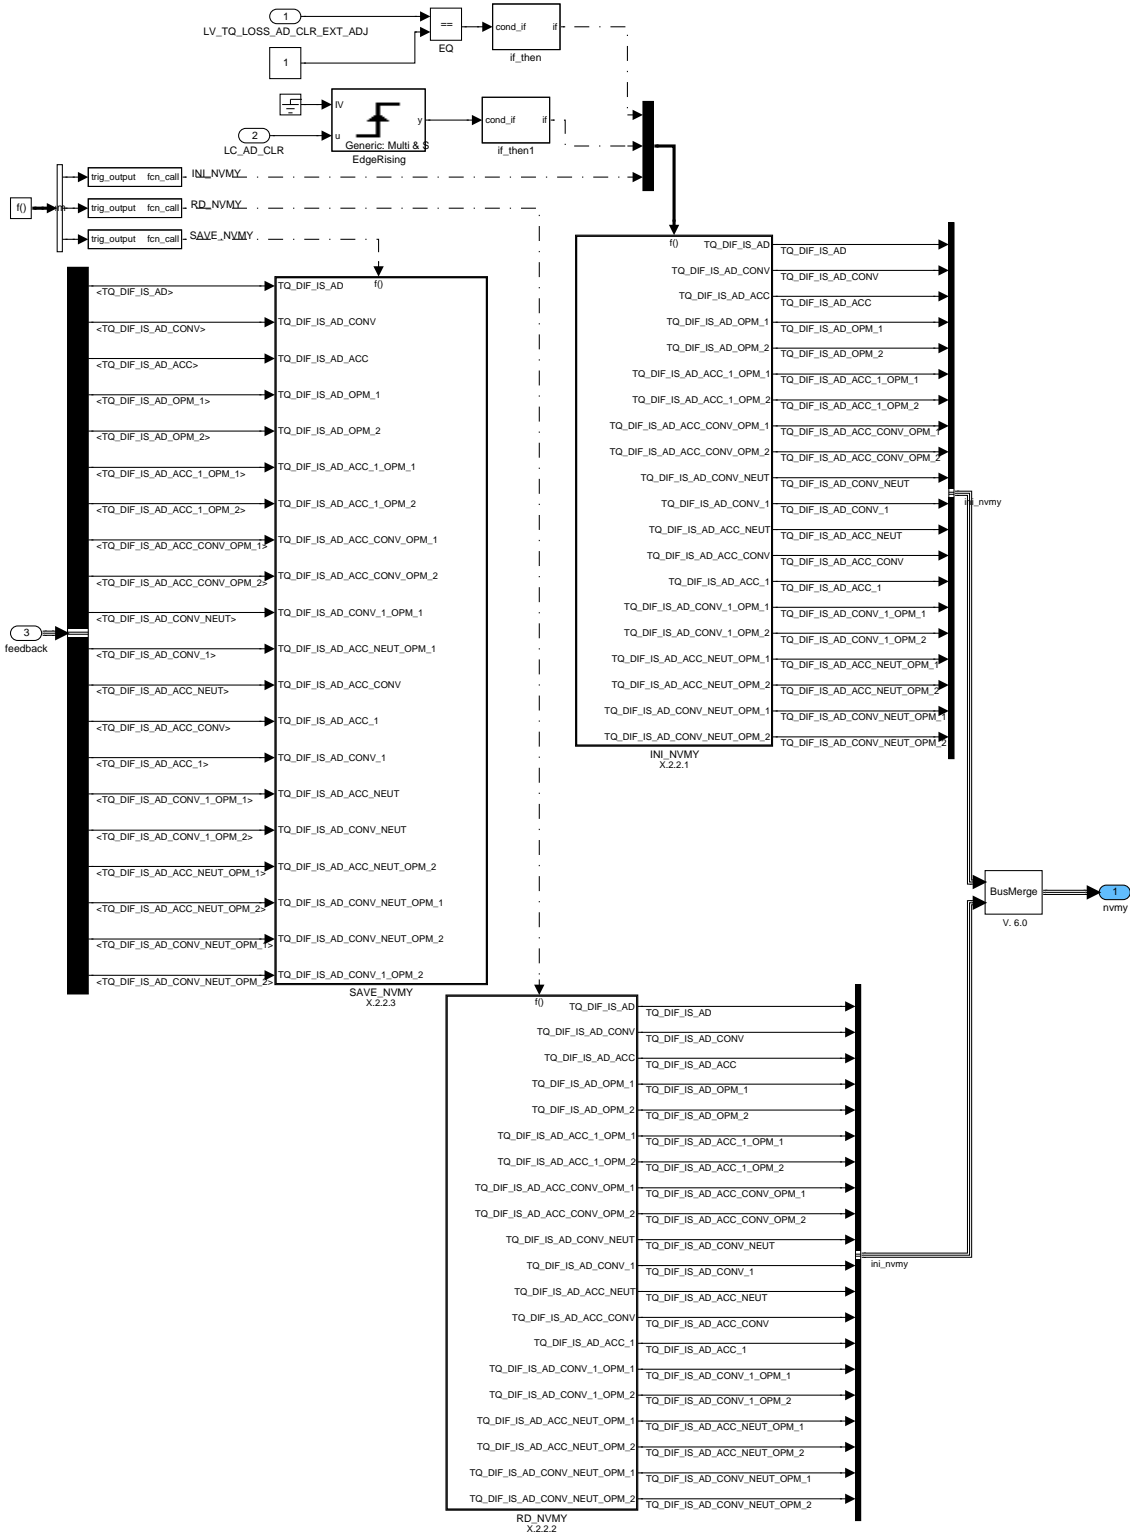 1
LV_TQ_LOSS_AD_CLR_EXT_ADJ
1
==
EQ
cond_if if
if_then
IV
u
y
Generic: Multi & S
EdgeRising
2
LC_AD_CLR
cond_if if
if_then1
f()
m
trig_output fcn_call
INI_NVMY
trig_output fcn_call
RD_NVMY
trig_output fcn_call
SAVE_NVMY
3
feedback
<TQ_DIF_IS_AD>
<TQ_DIF_IS_AD_CONV>
<TQ_DIF_IS_AD_ACC>
<TQ_DIF_IS_AD_OPM_1>
<TQ_DIF_IS_AD_OPM_2>
<TQ_DIF_IS_AD_ACC_1_OPM_1>
<TQ_DIF_IS_AD_ACC_1_OPM_2>
<TQ_DIF_IS_AD_ACC_CONV_OPM_1>
<TQ_DIF_IS_AD_ACC_CONV_OPM_2>
<TQ_DIF_IS_AD_CONV_NEUT>
<TQ_DIF_IS_AD_CONV_1>
<TQ_DIF_IS_AD_ACC_NEUT>
<TQ_DIF_IS_AD_ACC_CONV>
<TQ_DIF_IS_AD_ACC_1>
<TQ_DIF_IS_AD_CONV_1_OPM_1>
<TQ_DIF_IS_AD_CONV_1_OPM_2>
<TQ_DIF_IS_AD_ACC_NEUT_OPM_1>
<TQ_DIF_IS_AD_ACC_NEUT_OPM_2>
<TQ_DIF_IS_AD_CONV_NEUT_OPM_1>
<TQ_DIF_IS_AD_CONV_NEUT_OPM_2>
f()
TQ_DIF_IS_AD
TQ_DIF_IS_AD_CONV
TQ_DIF_IS_AD_ACC
TQ_DIF_IS_AD_OPM_1
TQ_DIF_IS_AD_OPM_2
TQ_DIF_IS_AD_ACC_1_OPM_1
TQ_DIF_IS_AD_ACC_1_OPM_2
TQ_DIF_IS_AD_ACC_CONV_OPM_1
TQ_DIF_IS_AD_ACC_CONV_OPM_2
TQ_DIF_IS_AD_CONV_1_OPM_1
TQ_DIF_IS_AD_ACC_NEUT_OPM_1
TQ_DIF_IS_AD_ACC_CONV
TQ_DIF_IS_AD_ACC_1
TQ_DIF_IS_AD_CONV_1
TQ_DIF_IS_AD_ACC_NEUT
TQ_DIF_IS_AD_CONV_NEUT
TQ_DIF_IS_AD_ACC_NEUT_OPM_2
TQ_DIF_IS_AD_CONV_NEUT_OPM_1
TQ_DIF_IS_AD_CONV_NEUT_OPM_2
TQ_DIF_IS_AD_CONV_1_OPM_2
SAVE_NVMY
X.2.2.3
f()
TQ_DIF_IS_AD
TQ_DIF_IS_AD_CONV
TQ_DIF_IS_AD_ACC
TQ_DIF_IS_AD_OPM_1
TQ_DIF_IS_AD_OPM_2
TQ_DIF_IS_AD_ACC_1_OPM_1
TQ_DIF_IS_AD_ACC_1_OPM_2
TQ_DIF_IS_AD_ACC_CONV_OPM_1
TQ_DIF_IS_AD_ACC_CONV_OPM_2
TQ_DIF_IS_AD_CONV_NEUT
TQ_DIF_IS_AD_CONV_1
TQ_DIF_IS_AD_ACC_NEUT
TQ_DIF_IS_AD_ACC_CONV
TQ_DIF_IS_AD_ACC_1
TQ_DIF_IS_AD_CONV_1_OPM_1
TQ_DIF_IS_AD_CONV_1_OPM_2
TQ_DIF_IS_AD_ACC_NEUT_OPM_1
TQ_DIF_IS_AD_ACC_NEUT_OPM_2
TQ_DIF_IS_AD_CONV_NEUT_OPM_1
TQ_DIF_IS_AD_CONV_NEUT_OPM_2
INI_NVMY
X.2.2.1
TQ_DIF_IS_AD
TQ_DIF_IS_AD_CONV
TQ_DIF_IS_AD_ACC
TQ_DIF_IS_AD_OPM_1
TQ_DIF_IS_AD_OPM_2
TQ_DIF_IS_AD_ACC_1_OPM_1
TQ_DIF_IS_AD_ACC_1_OPM_2
TQ_DIF_IS_AD_ACC_CONV_OPM_1
TQ_DIF_IS_AD_ACC_CONV_OPM_2
TQ_DIF_IS_AD_CONV_NEUT
TQ_DIF_IS_AD_CONV_1
TQ_DIF_IS_AD_ACC_NEUT
TQ_DIF_IS_AD_ACC_CONV
TQ_DIF_IS_AD_ACC_1
TQ_DIF_IS_AD_CONV_1_OPM_1
TQ_DIF_IS_AD_CONV_1_OPM_2
TQ_DIF_IS_AD_ACC_NEUT_OPM_1
TQ_DIF_IS_AD_ACC_NEUT_OPM_2
TQ_DIF_IS_AD_CONV_NEUT_OPM_1
TQ_DIF_IS_AD_CONV_NEUT_OPM_2
ini_nvmy
BusMerge
V. 6.0
1
nvmy
f()
TQ_DIF_IS_AD
TQ_DIF_IS_AD_CONV
TQ_DIF_IS_AD_ACC
TQ_DIF_IS_AD_OPM_1
TQ_DIF_IS_AD_OPM_2
TQ_DIF_IS_AD_ACC_1_OPM_1
TQ_DIF_IS_AD_ACC_1_OPM_2
TQ_DIF_IS_AD_ACC_CONV_OPM_1
TQ_DIF_IS_AD_ACC_CONV_OPM_2
TQ_DIF_IS_AD_CONV_NEUT
TQ_DIF_IS_AD_CONV_1
TQ_DIF_IS_AD_ACC_NEUT
TQ_DIF_IS_AD_ACC_CONV
TQ_DIF_IS_AD_ACC_1
TQ_DIF_IS_AD_CONV_1_OPM_1
TQ_DIF_IS_AD_CONV_1_OPM_2
TQ_DIF_IS_AD_ACC_NEUT_OPM_1
TQ_DIF_IS_AD_ACC_NEUT_OPM_2
TQ_DIF_IS_AD_CONV_NEUT_OPM_1
TQ_DIF_IS_AD_CONV_NEUT_OPM_2
RD_NVMY
X.2.2.2
TQ_DIF_IS_AD
TQ_DIF_IS_AD_CONV
TQ_DIF_IS_AD_ACC
TQ_DIF_IS_AD_OPM_1
TQ_DIF_IS_AD_OPM_2
TQ_DIF_IS_AD_ACC_1_OPM_1
TQ_DIF_IS_AD_ACC_1_OPM_2
TQ_DIF_IS_AD_ACC_CONV_OPM_1
TQ_DIF_IS_AD_ACC_CONV_OPM_2
TQ_DIF_IS_AD_CONV_NEUT
TQ_DIF_IS_AD_CONV_1
TQ_DIF_IS_AD_ACC_NEUT
TQ_DIF_IS_AD_ACC_CONV
TQ_DIF_IS_AD_ACC_1
TQ_DIF_IS_AD_CONV_1_OPM_1
TQ_DIF_IS_AD_CONV_1_OPM_2
TQ_DIF_IS_AD_ACC_NEUT_OPM_1
TQ_DIF_IS_AD_ACC_NEUT_OPM_2
TQ_DIF_IS_AD_CONV_NEUT_OPM_1
TQ_DIF_IS_AD_CONV_NEUT_OPM_2
ini_nvmy